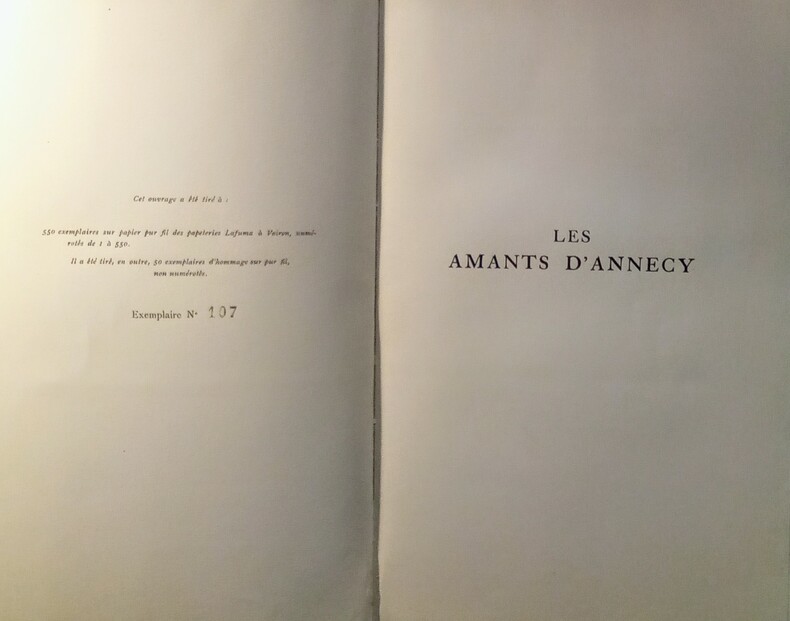 Cet ouvrage a été tiré à :
550 exemplaires sur papier pur fil des papeteries Lafuma à Voiron, numé-
rotés de 1 à 550.
Il a été tiré, en outre, 50 exemplaires d'hommage sur pur fil,
non numérotés.
Exemplaire N° 107
LES
AMANTS D'ANNECY